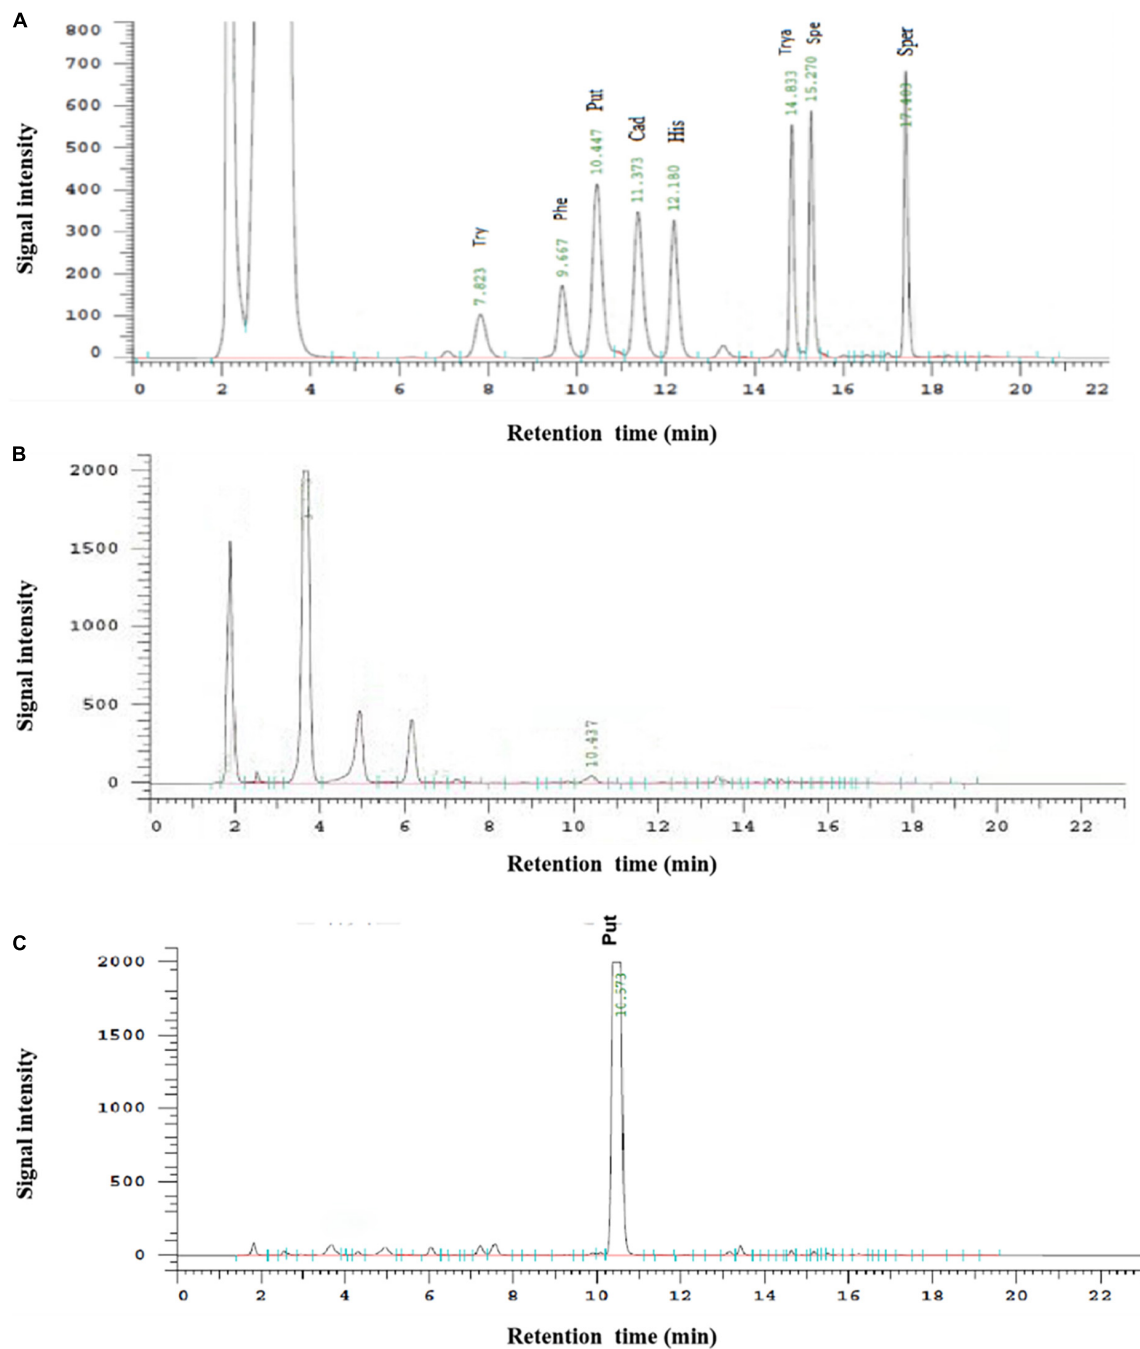 A
Signal intensity
800
700
600
500
400
300
200
100
0
Try
7.823
Phe
9.667
Put
10.447
Cad
11.373
His
12.180
Trya
14.833
Spe
15.270
Sper
17.403
0 2 4 6 8 10 12 14 16 18 20 22
Retention time (min)
B
Signal intensity
2000
1500
1000
500
0
10.437
0 2 4 6 8 10 12 14 16 18 20 22
Retention time (min)
C
Signal intensity
2000
1500
1000
500
0
Put
10.573
0 2 4 6 8 10 12 14 16 18 20 22
Retention time (min)